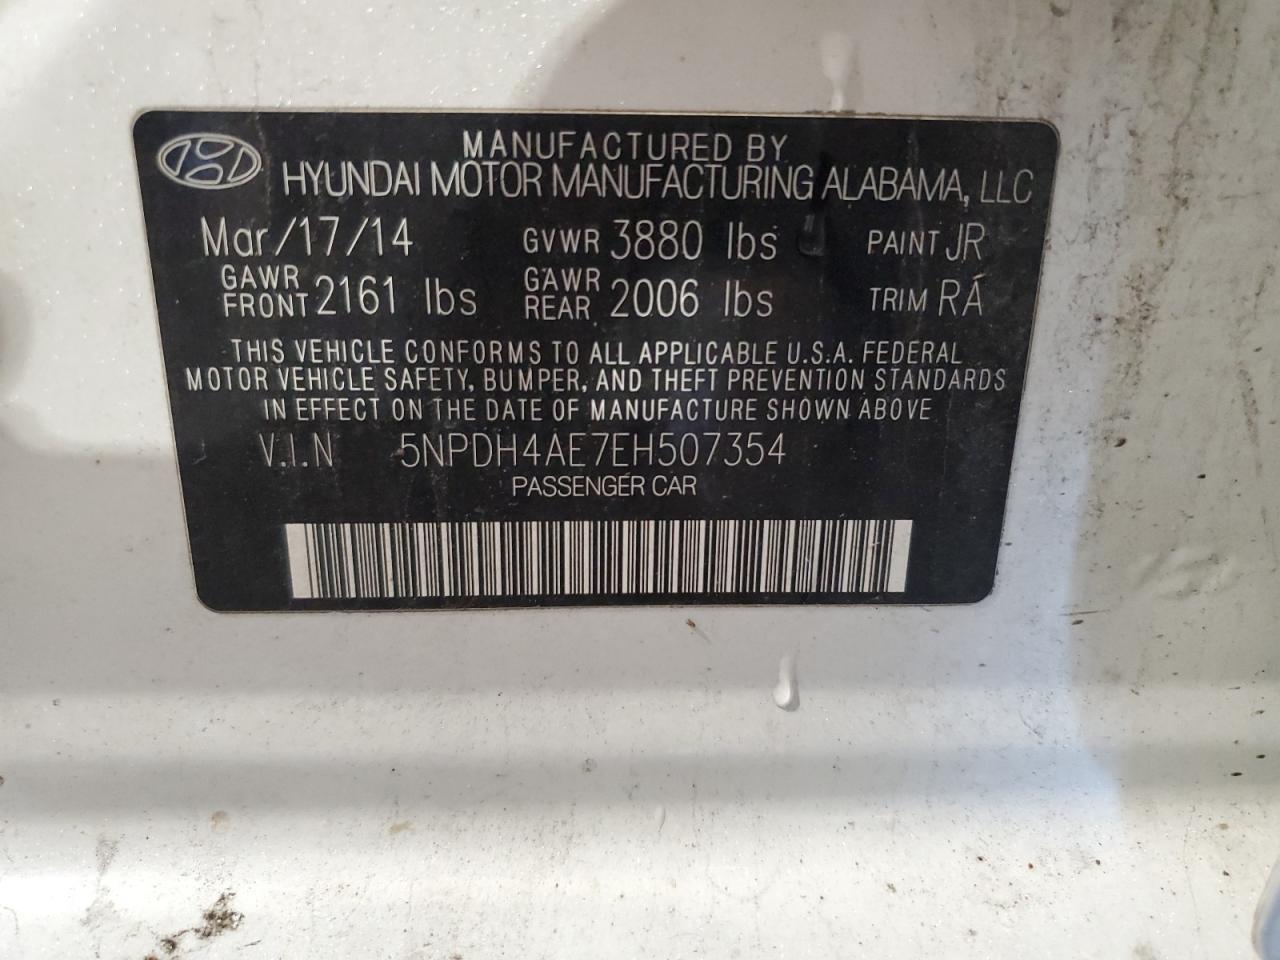 MANUFACTURED BY
HYUNDAI MOTOR MANUFACTURING ALABAMA, LLC
Mar/17/14 GVWR 3880 lbs PAINT JR
GAWR FRONT 2161 lbs GAWR REAR 2006 lbs TRIM RA
THIS VEHICLE CONFORMS TO ALL APPLICABLE U.S.A. FEDERAL
MOTOR VEHICLE SAFETY, BUMPER, AND THEFT PREVENTION STANDARDS
IN EFFECT ON THE DATE OF MANUFACTURE SHOWN ABOVE
V.I.N 5NPDH4AE7EH507354
PASSENGER CAR